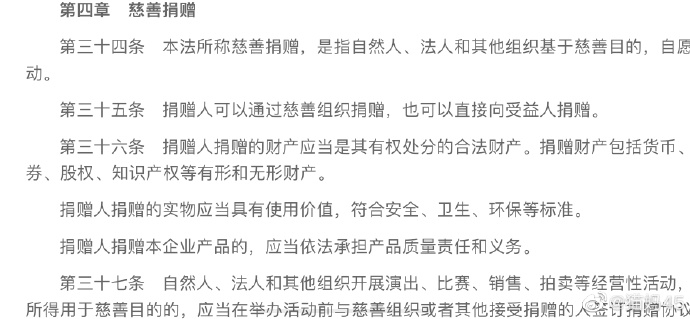 第四章　慈善捐赠
第三十四条　本法所称慈善捐赠，是指自然人、法人和其他组织基于慈善目的，自愿
动。
第三十五条　捐赠人可以通过慈善组织捐赠，也可以直接向受益人捐赠。
第三十六条　捐赠人捐赠的财产应当是其有权处分的合法财产。捐赠财产包括货币、
券、股权、知识产权等有形和无形财产。
捐赠人捐赠的实物应当具有使用价值，符合安全、卫生、环保等标准。
捐赠人捐赠本企业产品的，应当依法承担产品质量责任和义务。
第三十七条　自然人、法人和其他组织开展演出、比赛、销售、拍卖等经营性活动，
所得用于慈善目的的，应当在举办活动前与慈善组织或者其他接受捐赠的人签订捐赠协议